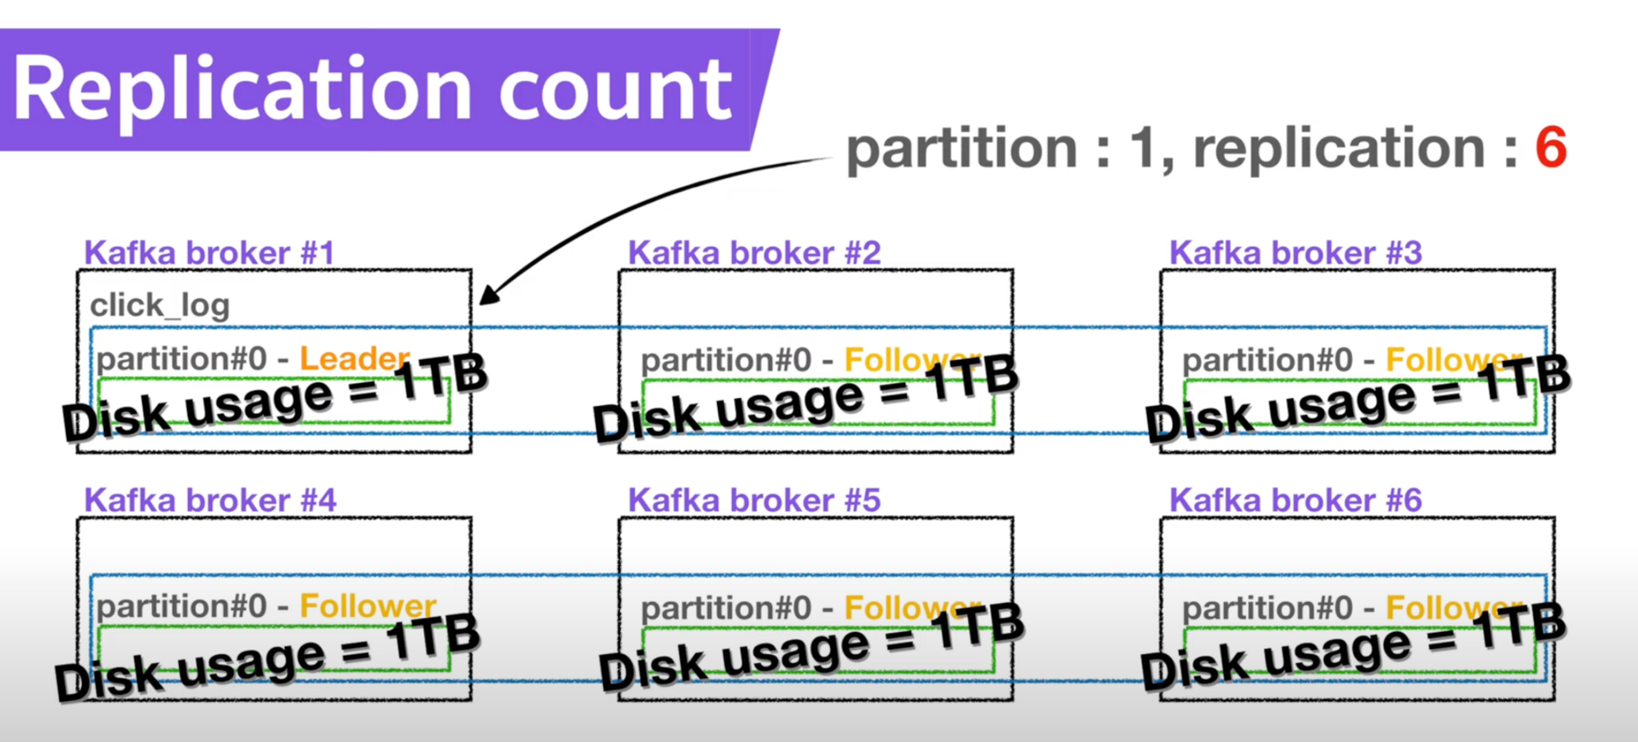 Replication count
partition : 1, replication : 6
Kafka broker #1
click_log
partition#0 - Leader
Disk usage = 1TB
Kafka broker #2
partition#0 - Follower
Disk usage = 1TB
Kafka broker #3
partition#0 - Follower
Disk usage = 1TB
Kafka broker #4
partition#0 - Follower
Disk usage = 1TB
Kafka broker #5
partition#0 - Follower
Disk usage = 1TB
Kafka broker #6
partition#0 - Follower
Disk usage = 1TB